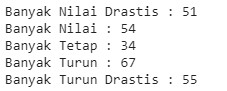 Banyak Nilai Drastis : 51
Banyak Nilai : 54
Banyak Tetap : 34
Banyak Turun : 67
Banyak Turun Drastis : 55